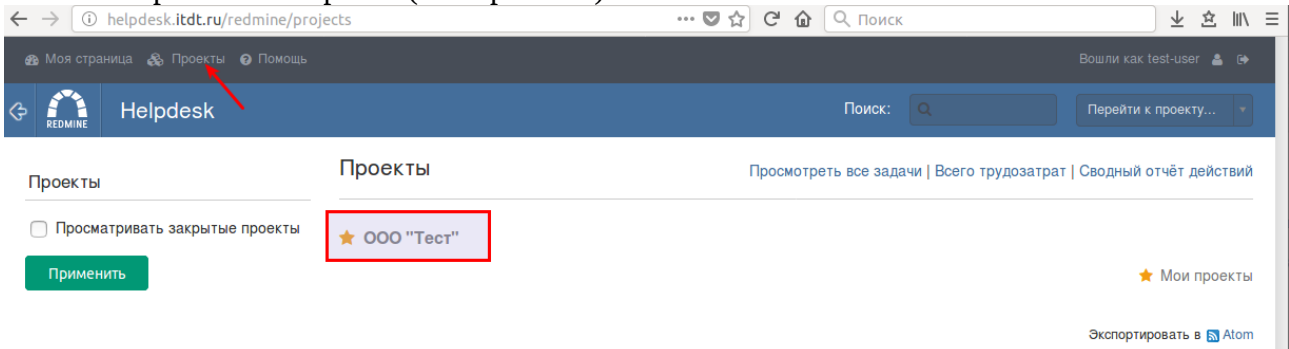 helpdesk.itdt.ru/redmine/projects ••• Поиск
Моя страница Проекты Помощь Вошли как test-user
REDMINE Helpdesk Поиск: Перейти к проекту...
Проекты Проекты Просмотреть все задачи | Всего трудозатрат | Сводный отчёт действий
Просматривать закрытые проекты ООО "Тест"
Применить Мои проекты
Экспортировать в Atom